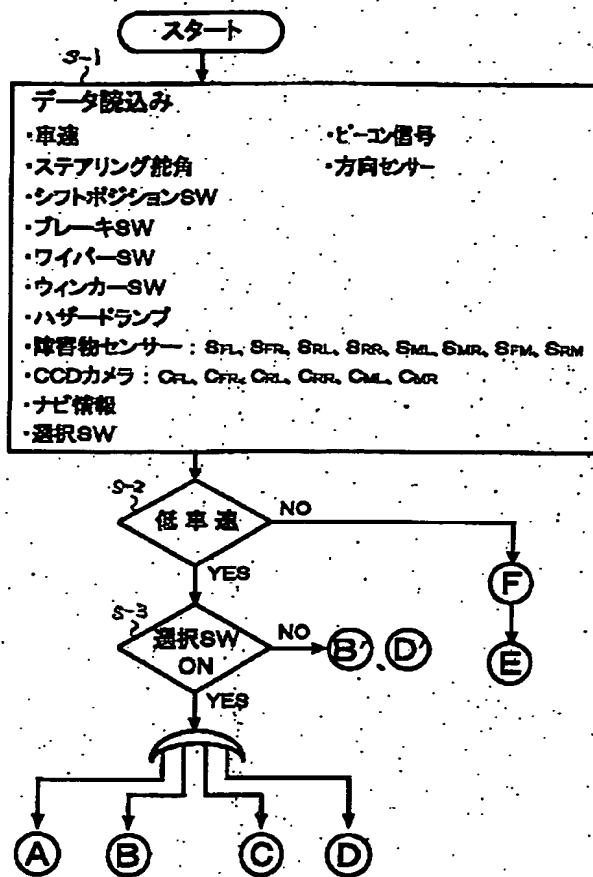 スタート
S-1
データ読込み
・車速
・ビーコン信号
・ステアリング舵角
・方向センサー
・シフトポジションSW
・ブレーキSW
・ワイパーSW
・ウィンカーSW
・ハザードランプ
・障害物センサー：SFL、SFR、SRL、SRR、SML、SMR、SFM、SRM
・CCDカメラ：CFL、CFR、CRL、CRR、CML、CMR
・ナビ情報
・選択SW
S-2
低車速
NO
YES
F
S-3
選択SW
ON
NO
B'、D'
E
YES
A B C D